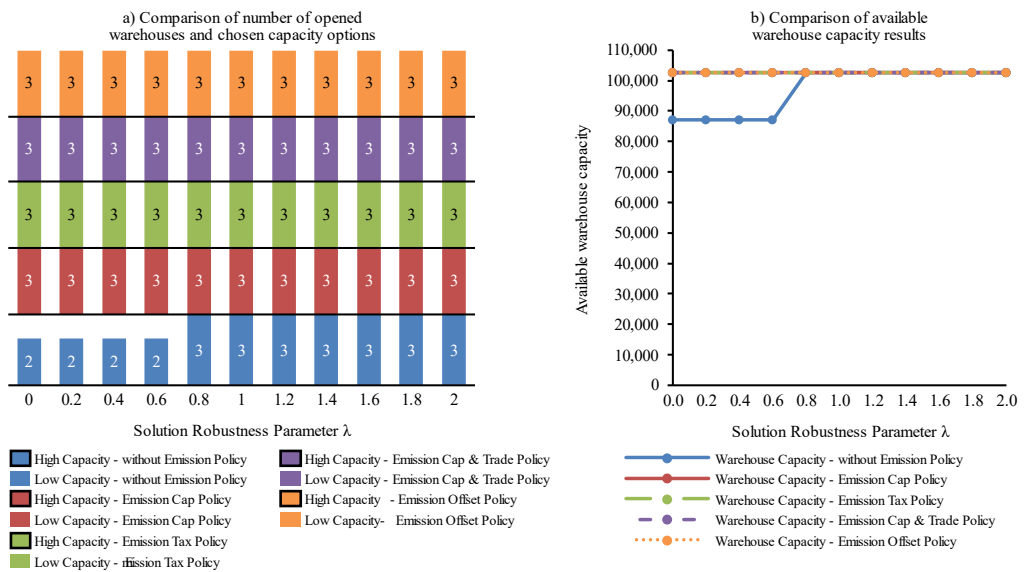 a) Comparison of number of opened
warehouses and chosen capacity options
3 3 3 3 3 3 3 3 3 3 3
3 3 3 3 3 3 3 3 3 3 3
3 3 3 3 3 3 3 3 3 3 3
3 3 3 3 3 3 3 3 3 3 3
2 2 2 2 3 3 3 3 3 3 3
0 0.2 0.4 0.6 0.8 1 1.2 1.4 1.6 1.8 2
Solution Robustness Parameter λ
High Capacity - without Emission Policy
Low Capacity - without Emission Policy
High Capacity - Emission Cap Policy
Low Capacity - Emission Cap Policy
High Capacity - Emission Tax Policy
Low Capacity - Emission Tax Policy
High Capacity - Emission Cap & Trade Policy
Low Capacity - Emission Cap & Trade Policy
High Capacity - Emission Offset Policy
Low Capacity- Emission Offset Policy
b) Comparison of available
warehouse capacity results
Available warehouse capacity
110,000
100,000
90,000
80,000
70,000
60,000
50,000
40,000
30,000
20,000
10,000
0
0.0 0.2 0.4 0.6 0.8 1.0 1.2 1.4 1.6 1.8 2.0
Solution Robustness Parameter λ
Warehouse Capacity - without Emission Policy
Warehouse Capacity - Emission Cap Policy
Warehouse Capacity - Emission Tax Policy
Warehouse Capacity - Emission Cap & Trade Policy
Warehouse Capacity - Emission Offset Policy